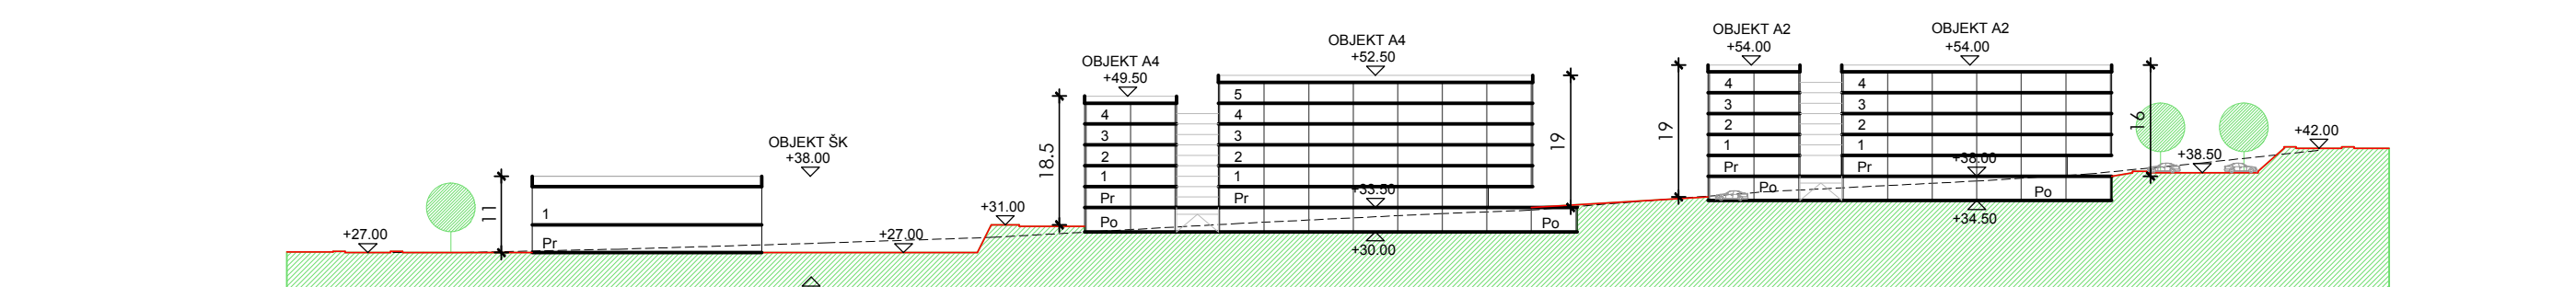 OBJEKT ŠK
+38.00
11
1
Pr
+27.00
+27.00
+31.00
18.5
OBJEKT A4
+49.50
4
3
2
1
Pr
Po
OBJEKT A4
+52.50
5
4
3
2
1
Pr
+33.50
Po
+30.00
19
19
OBJEKT A2
+54.00
4
3
2
1
Pr
Po
OBJEKT A2
+54.00
4
3
2
1
Pr
+38.00
Po
+34.50
16
+38.50
+42.00